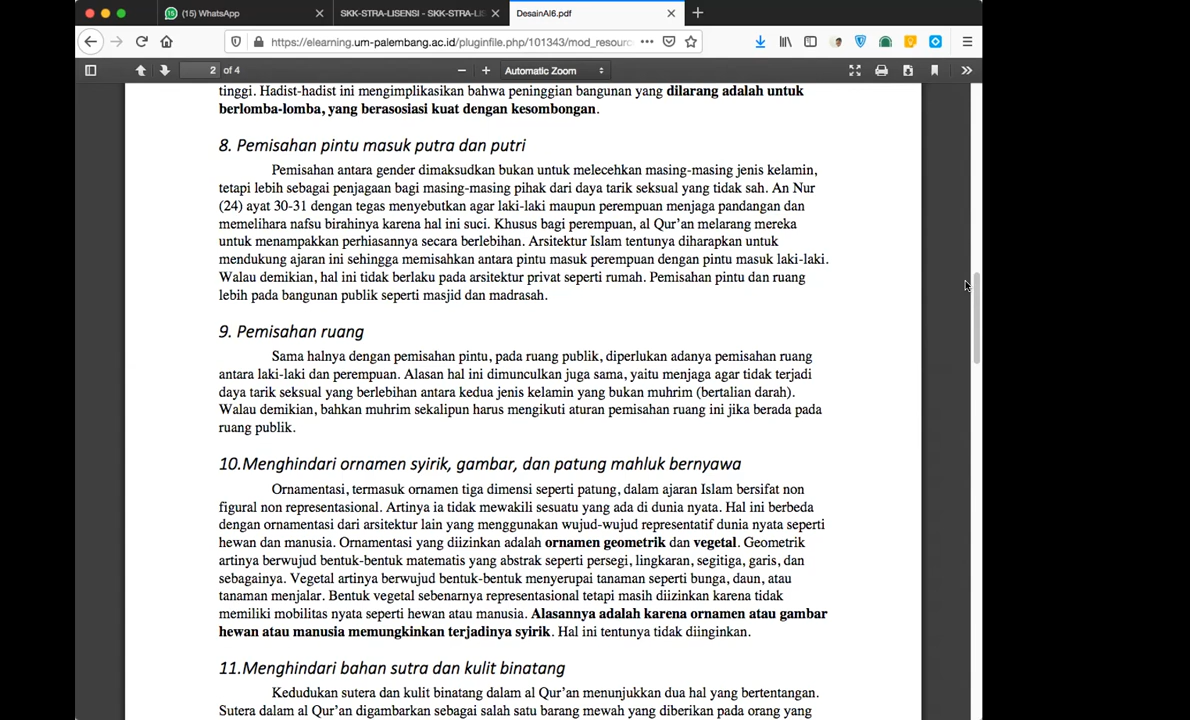 (15) WhatsApp
SKK-STRA-LISENSI - SKK-STRA-LI
DesainAI6.pdf
https://elearning.um-palembang.ac.id/pluginfile.php/101343/mod_resourc
2 of 4
Automatic Zoom
tinggi. Hadist-hadist ini mengimplikasikan bahwa peninggian bangunan yang dilarang adalah untuk
berlomba-lomba, yang berasosiasi kuat dengan kesombongan.
8. Pemisahan pintu masuk putra dan putri
Pemisahan antara gender dimaksudkan bukan untuk melecehkan masing-masing jenis kelamin,
tetapi lebih sebagai penjagaan bagi masing-masing pihak dari daya tarik seksual yang tidak sah. An Nur
(24) ayat 30-31 dengan tegas menyebutkan agar laki-laki maupun perempuan menjaga pandangan dan
memelihara nafsu birahinya karena hal ini suci. Khusus bagi perempuan, al Qur’an melarang mereka
untuk menampakkan perhiasannya secara berlebihan. Arsitektur Islam tentunya diharapkan untuk
mendukung ajaran ini sehingga memisahkan antara pintu masuk perempuan dengan pintu masuk laki-laki.
Walau demikian, hal ini tidak berlaku pada arsitektur privat seperti rumah. Pemisahan pintu dan ruang
lebih pada bangunan publik seperti masjid dan madrasah.
9. Pemisahan ruang
Sama halnya dengan pemisahan pintu, pada ruang publik, diperlukan adanya pemisahan ruang
antara laki-laki dan perempuan. Alasan hal ini dimunculkan juga sama, yaitu menjaga agar tidak terjadi
daya tarik seksual yang berlebihan antara kedua jenis kelamin yang bukan muhrim (bertalian darah).
Walau demikian, bahkan muhrim sekalipun harus mengikuti aturan pemisahan ruang ini jika berada pada
ruang publik.
10.Menghindari ornamen syirik, gambar, dan patung mahluk bernyawa
Ornamentasi, termasuk ornamen tiga dimensi seperti patung, dalam ajaran Islam bersifat non
figural non representasional. Artinya ia tidak mewakili sesuatu yang ada di dunia nyata. Hal ini berbeda
dengan ornamentasi dari arsitektur lain yang menggunakan wujud-wujud representatif dunia nyata seperti
hewan dan manusia. Ornamentasi yang diizinkan adalah ornamen geometrik dan vegetal. Geometrik
artinya berwujud bentuk-bentuk matematis yang abstrak seperti persegi, lingkaran, segitiga, garis, dan
sebagainya. Vegetal artinya berwujud bentuk-bentuk menyerupai tanaman seperti bunga, daun, atau
tanaman menjalar. Bentuk vegetal sebenarnya representasional tetapi masih diizinkan karena tidak
memiliki mobilitas nyata seperti hewan atau manusia. Alasannya adalah karena ornamen atau gambar
hewan atau manusia memungkinkan terjadinya syirik. Hal ini tentunya tidak diinginkan.
11.Menghindari bahan sutra dan kulit binatang
Kedudukan sutera dan kulit binatang dalam al Qur’an menunjukkan dua hal yang bertentangan.
Sutera dalam al Qur’an digambarkan sebagai salah satu barang mewah yang diberikan pada orang yang